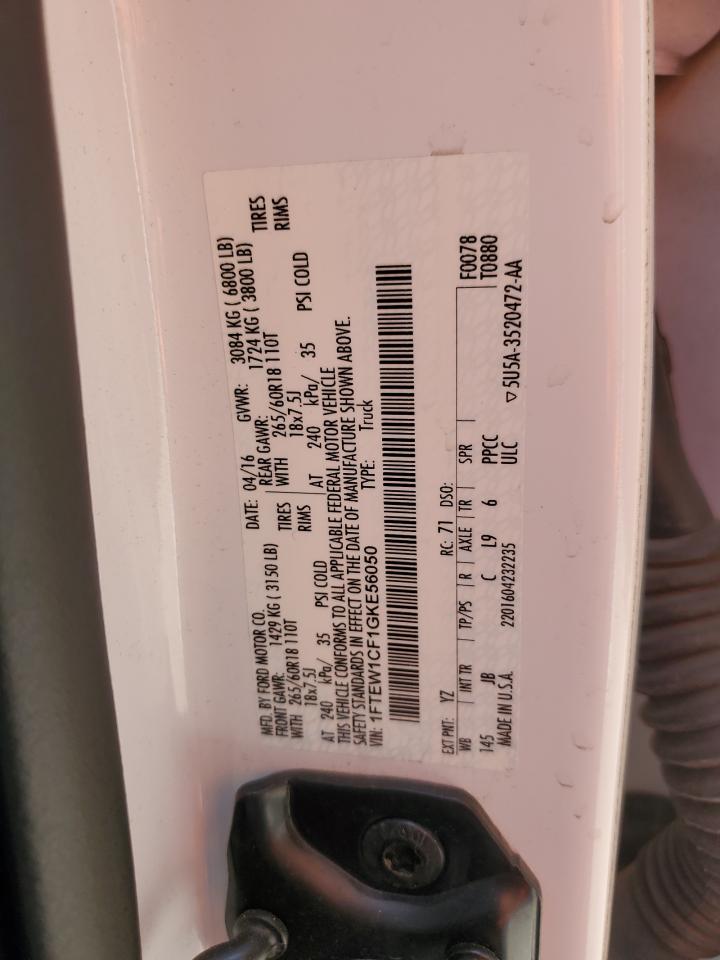 MFD. BY FORD MOTOR CO.
DATE: 04/16 GVWR: 3084 KG ( 6800 LB)
FRONT GAWR: 1429 KG ( 3150 LB)
REAR GAWR: 1724 KG ( 3800 LB)
WITH 265/60R18 110T TIRES
WITH 265/60R18 110T TIRES
18x7.5J RIMS
18x7.5J RIMS
AT 240 kPa/ 35 PSI COLD
AT 240 kPa/ 35 PSI COLD
THIS VEHICLE CONFORMS TO ALL APPLICABLE FEDERAL MOTOR VEHICLE
SAFETY STANDARDS IN EFFECT ON THE DATE OF MANUFACTURE SHOWN ABOVE.
VIN: 1FTEW1CF1GKE56050 TYPE: Truck
EXT PNT: YZ RC: 71 DSO: F0078
WB INT TR TP/PS R AXLE TR SPR T0880
145 JB C L9 6 PPCC
MADE IN U.S.A. 2201604232235 ULC ▽5U5A-3520472-AA